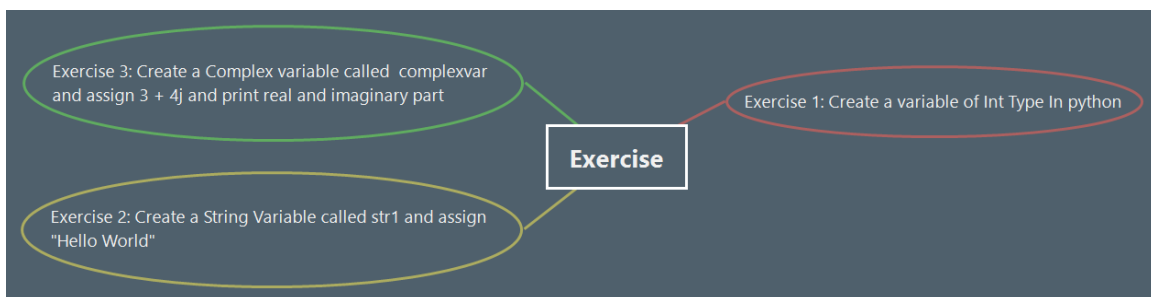 Exercise 3: Create a Complex variable called complexvar
and assign 3 + 4j and print real and imaginary part
Exercise 1: Create a variable of Int Type In python
Exercise
Exercise 2: Create a String Variable called str1 and assign
"Hello World"